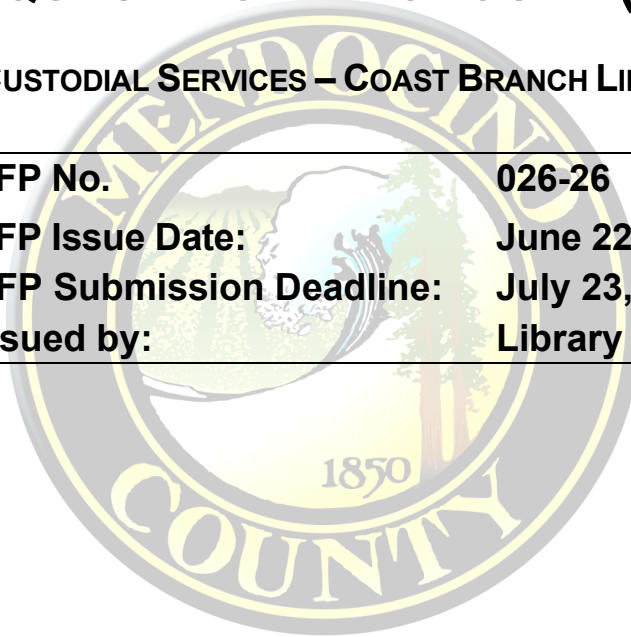 CUSTODIAL SERVICES – COAST BRANCH LI
FP No. 026-26
FP Issue Date: June 22
FP Submission Deadline: July 23,
sued by: Library
MENDOCINO
1850
COUNTY